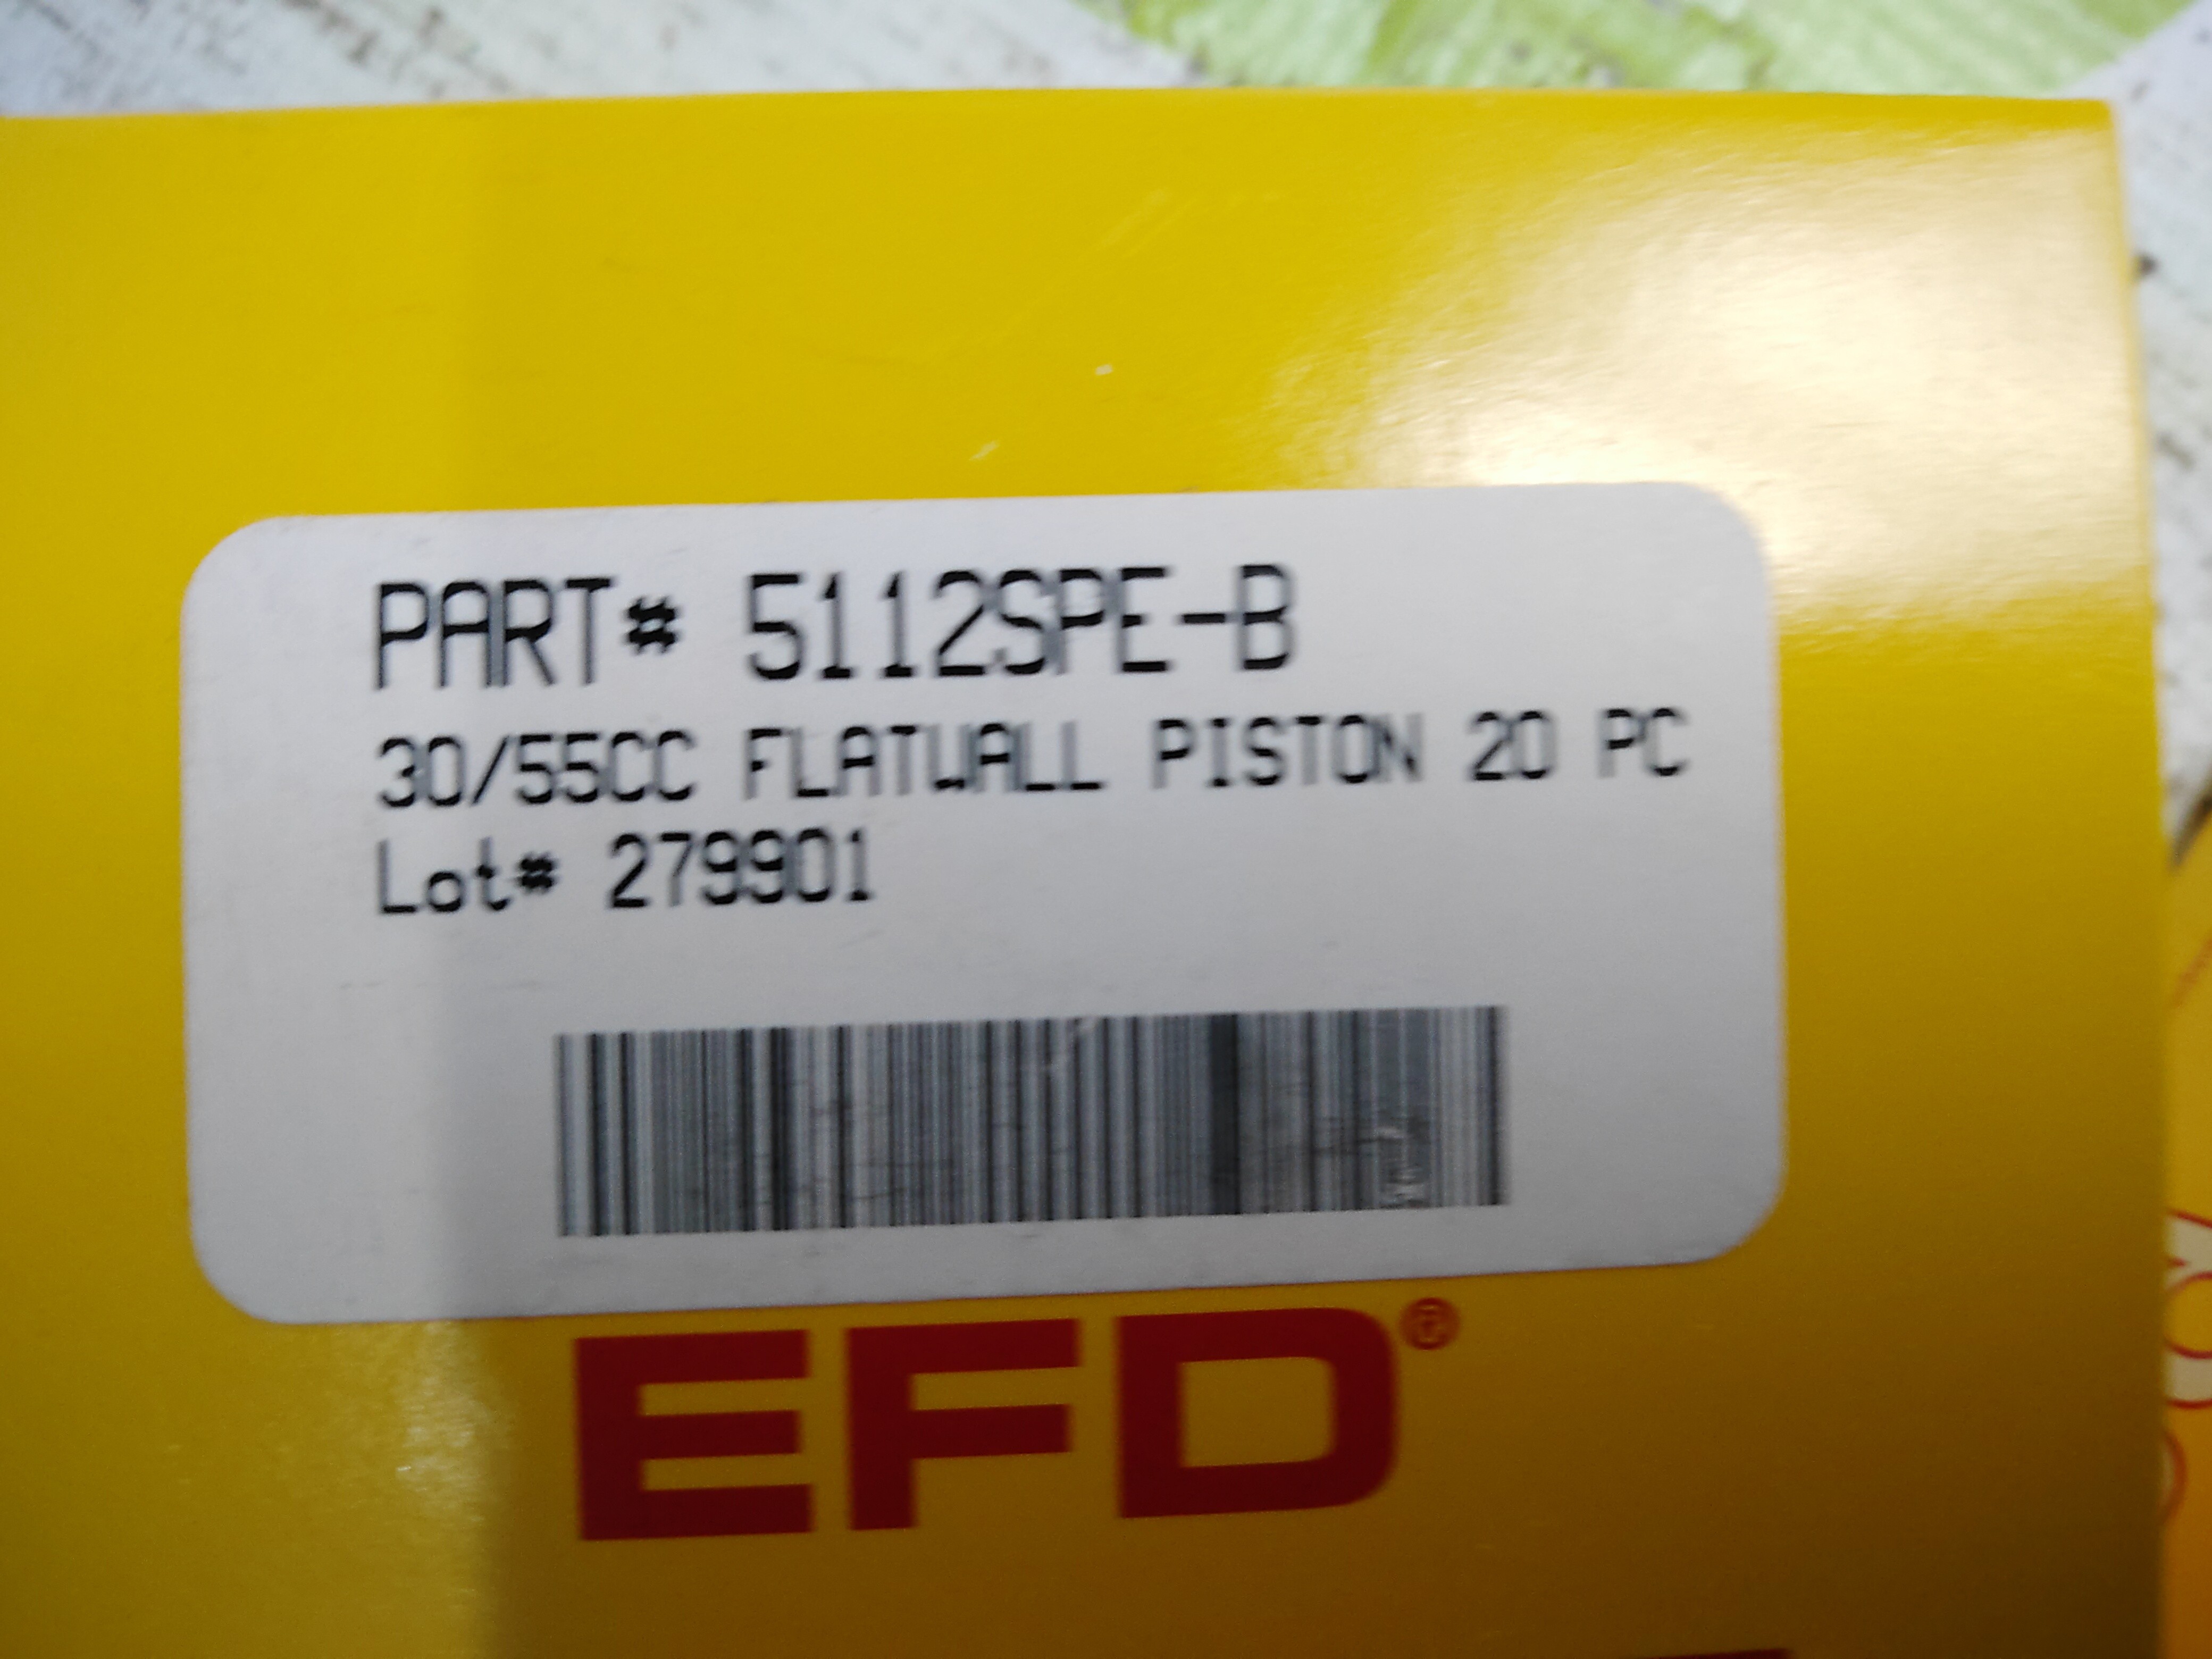 PART# 5112SPE-B
30/55CC FLATWALL PISTON 20 PC
Lot# 279901
EFD®